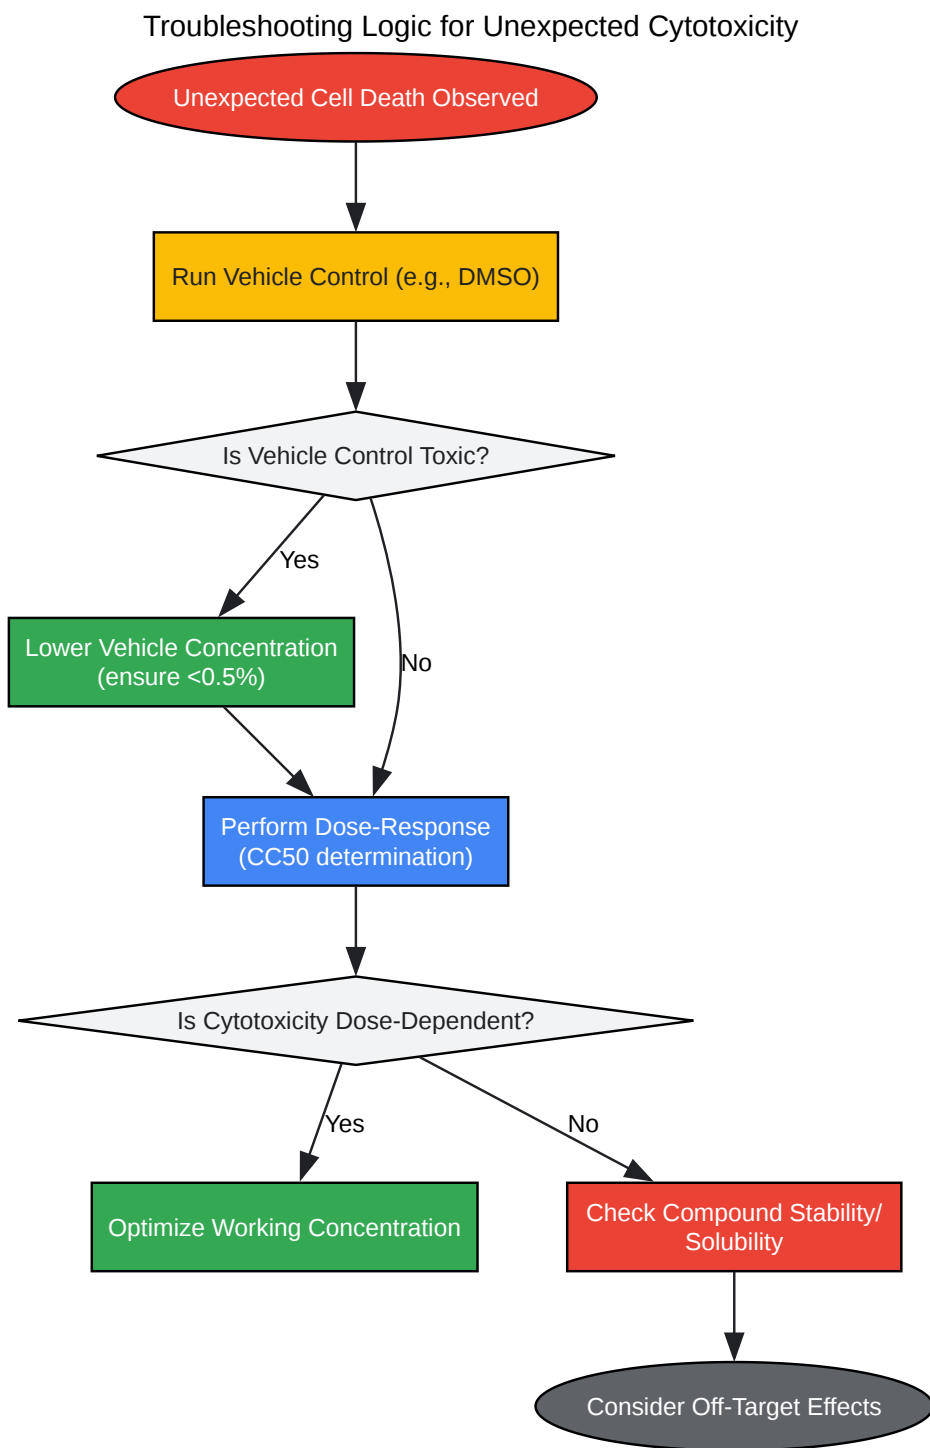 Troubleshooting Logic for Unexpected Cytotoxicity
Unexpected Cell Death Observed
Run Vehicle Control (e.g., DMSO)
Is Vehicle Control Toxic?
Yes
Lower Vehicle Concentration
(ensure <0.5%)
No
Perform Dose-Response
(CC50 determination)
Is Cytotoxicity Dose-Dependent?
Yes
No
Optimize Working Concentration
Check Compound Stability/
Solubility
Consider Off-Target Effects